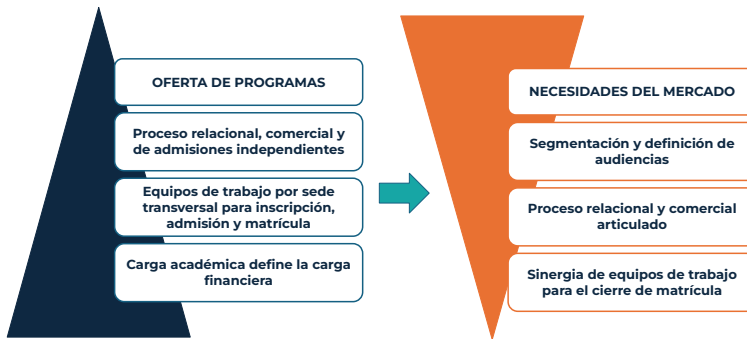 OFERTA DE PROGRAMAS
Proceso relacional, comercial y
de admisiones independientes
Equipos de trabajo por sede
transversal para inscripción,
admisión y matrícula
Carga académica define la carga
financiera
NECESIDADES DEL MERCADO
Segmentación y definición de
audiencias
Proceso relacional y comercial
articulado
Sinergia de equipos de trabajo
para el cierre de matrícula